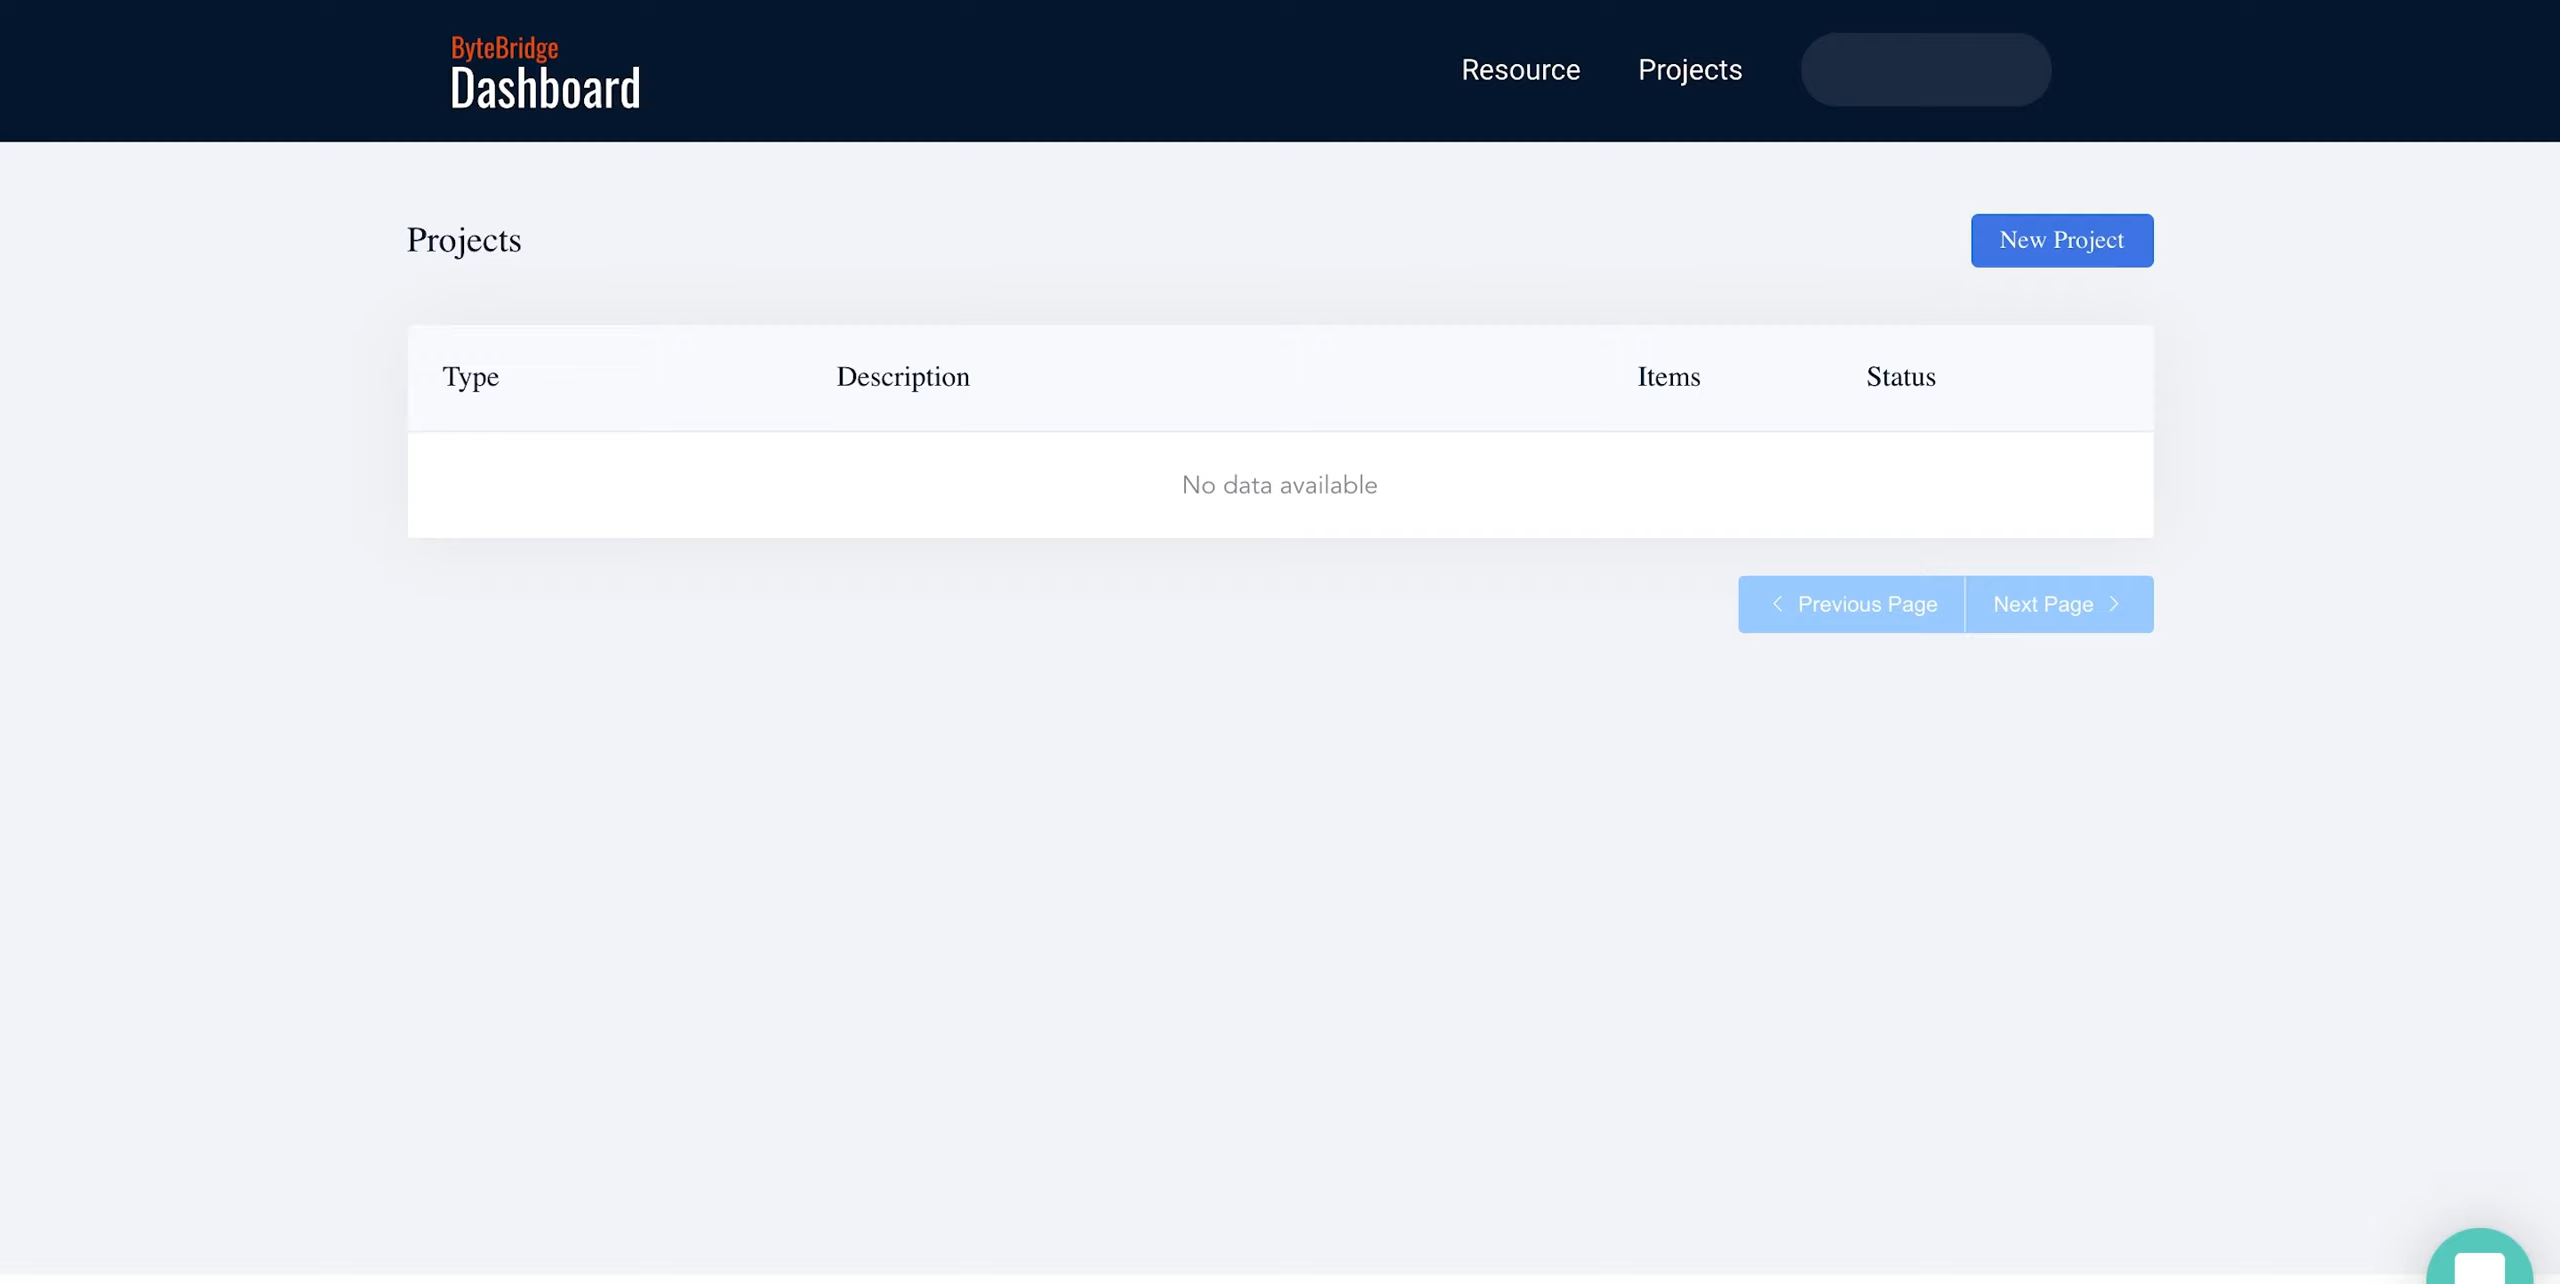 ByteBridge
Dashboard
Resource Projects
Projects
New Project
Type Description Items Status
No data available
Previous Page Next Page